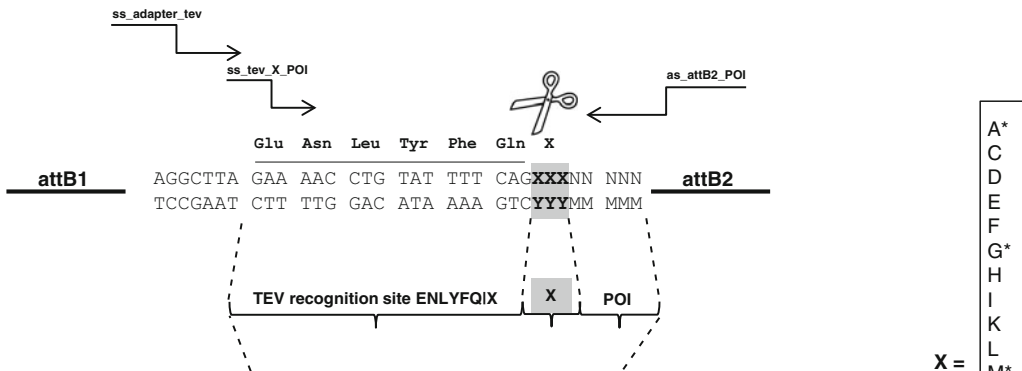 ss_adapter_tev
ss_tev_X_POI
as_attB2_POI
Glu Asn Leu Tyr Phe Gln X
attB1 AGGCTTA GAA AAC CTG TAT TTT CAGXXXNN NNN attB2
TCCGAAT CTT TTG GAC ATA AAA GTCYYYMM MMM
TEV recognition site ENLYFQ|X X POI
A*
C
D
E
F
G*
H
I
K
L
X =
M*